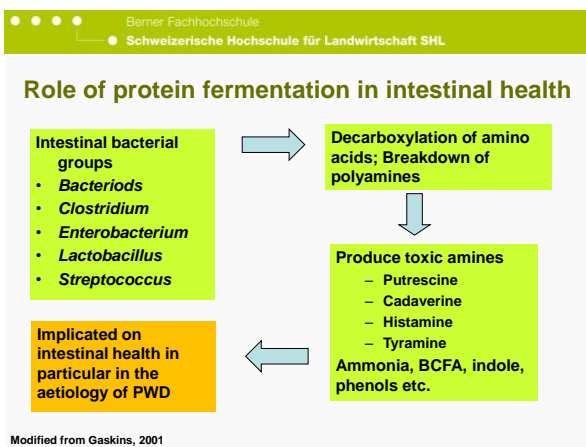 Berner Fachhochschule
Schweizerische Hochschule für Landwirtschaft SHL
Role of protein fermentation in intestinal health
Intestinal bacterial
groups
• Bacteriods
• Clostridium
• Enterobacterium
• Lactobacillus
• Streptococcus
Decarboxylation of amino
acids; Breakdown of
polyamines
Produce toxic amines
– Putrescine
– Cadaverine
– Histamine
– Tyramine
Ammonia, BCFA, indole,
phenols etc.
Implicated on
intestinal health in
particular in the
aetiology of PWD
Modified from Gaskins, 2001